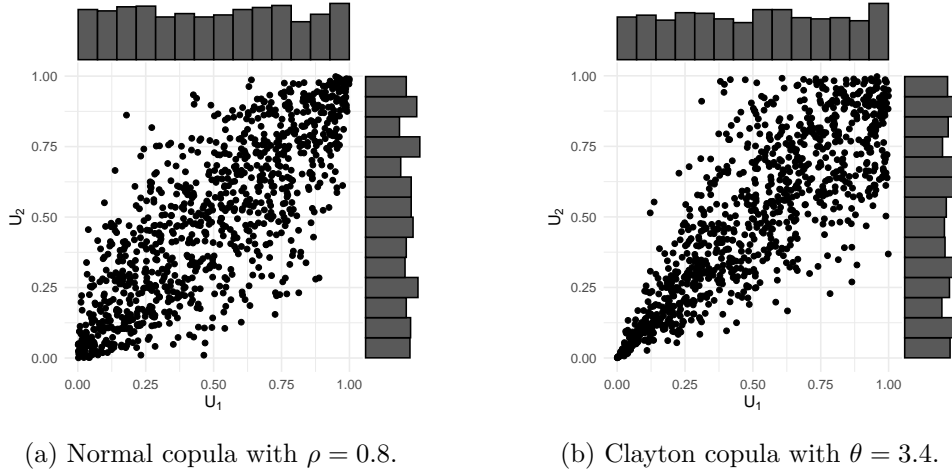 1.00
0.75
0.50
0.25
0.00
U₂
0.00 0.25 0.50 0.75 1.00
U₁
(a) Normal copula with ρ = 0.8.
1.00
0.75
0.50
0.25
0.00
U₂
0.00 0.25 0.50 0.75 1.00
U₁
(b) Clayton copula with θ = 3.4.